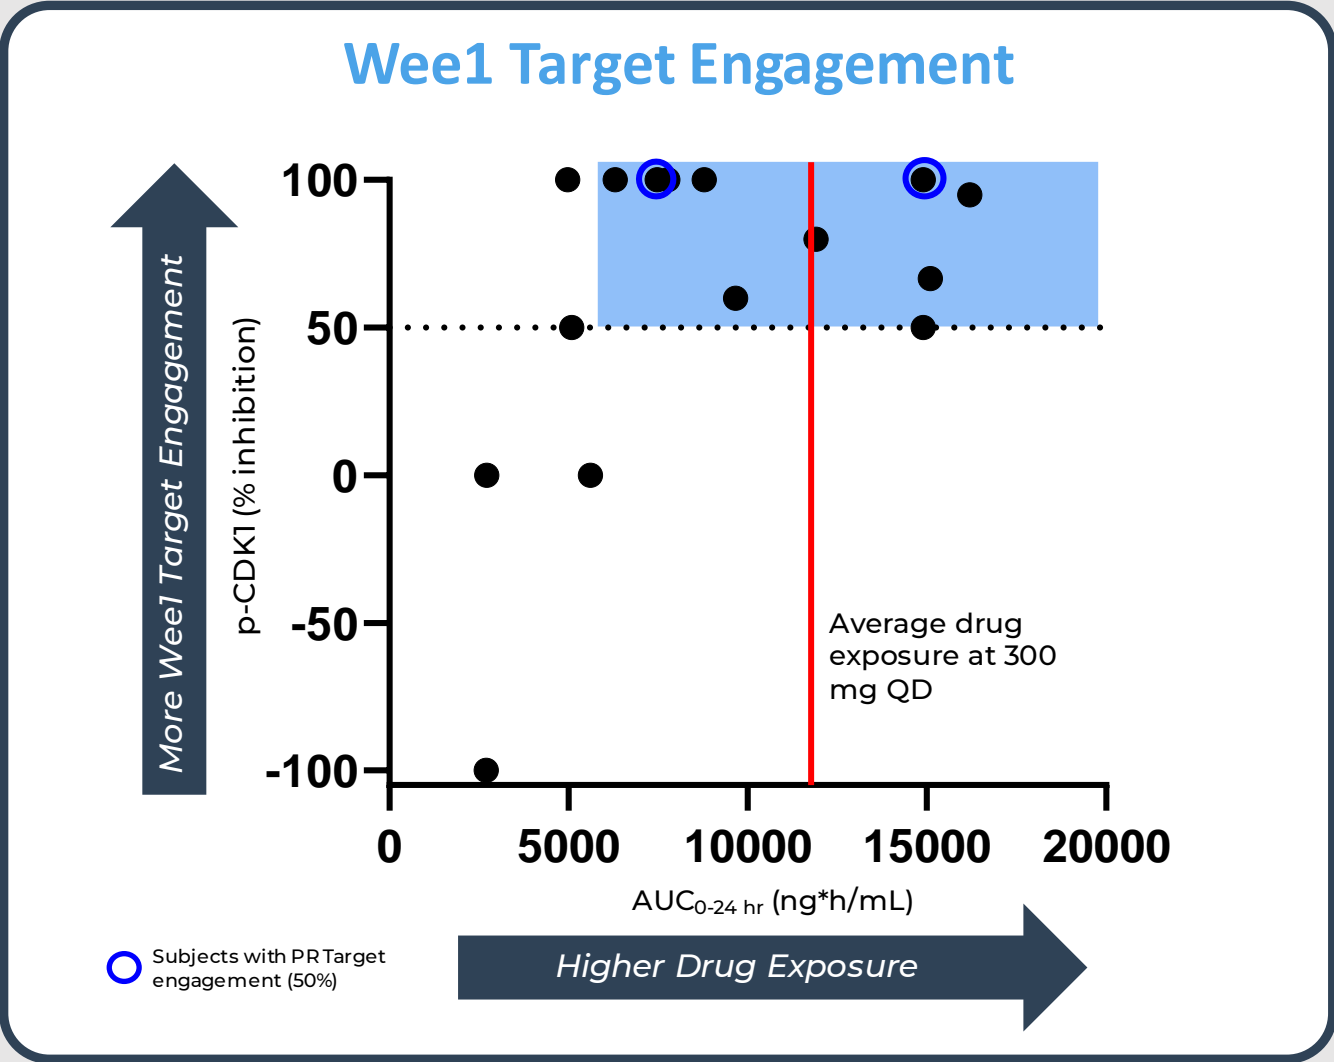 Wee1 Target Engagement
More Wee1 Target Engagement
p-CDK1 (% inhibition)
100
50
0
-50
-100
Average drug
exposure at 300
mg QD
0 5000 10000 15000 20000
AUC0-24 hr (ng*h/mL)
Subjects with PR Target
engagement (50%)
Higher Drug Exposure